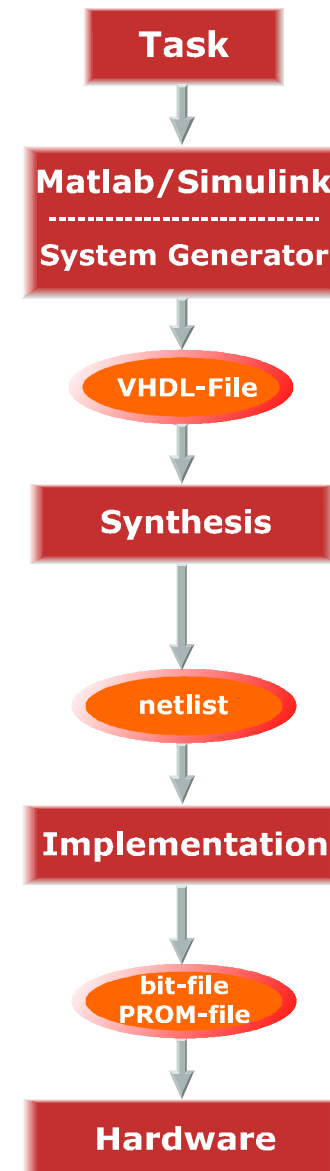 Task
Matlab/Simulink
System Generator
VHDL-File
Synthesis
netlist
Implementation
bit-file
PROM-file
Hardware